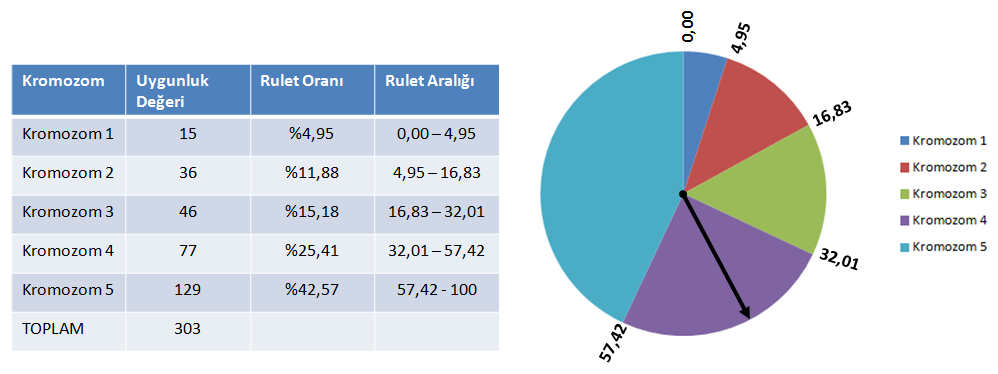 Kromozom Uygunluk Değeri Rulet Oranı Rulet Aralığı
Kromozom 1 15 %4,95 0,00 – 4,95
Kromozom 2 36 %11,88 4,95 – 16,83
Kromozom 3 46 %15,18 16,83 – 32,01
Kromozom 4 77 %25,41 32,01 – 57,42
Kromozom 5 129 %42,57 57,42 - 100
TOPLAM 303
0,00
4,95
16,83
32,01
57,42
Kromozom 1
Kromozom 2
Kromozom 3
Kromozom 4
Kromozom 5